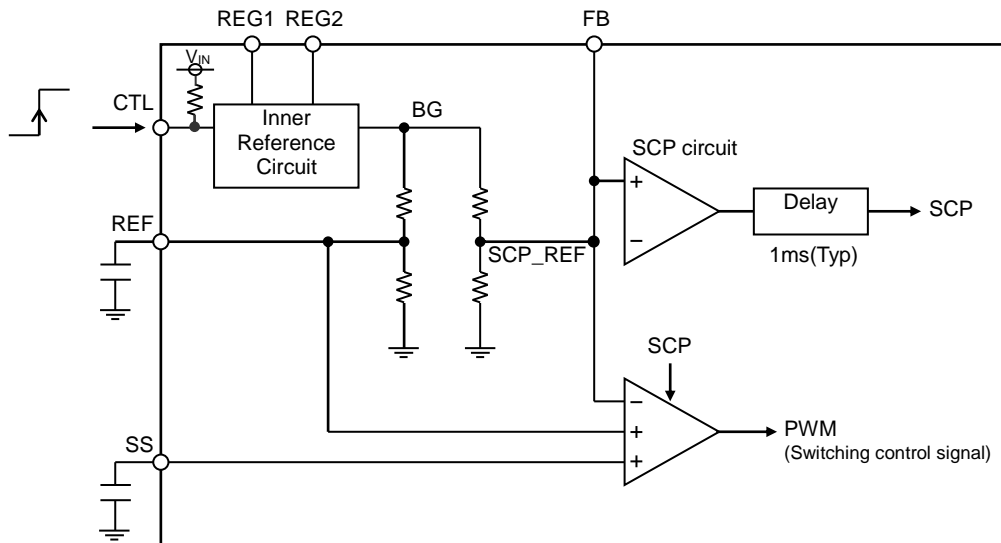 REG1 REG2 FB
VIN
CTL
Inner
Reference
Circuit
BG
SCP circuit
+
−
Delay
SCP
1ms(Typ)
REF
SCP_REF
SCP
−
+
+
PWM
(Switching control signal)
SS